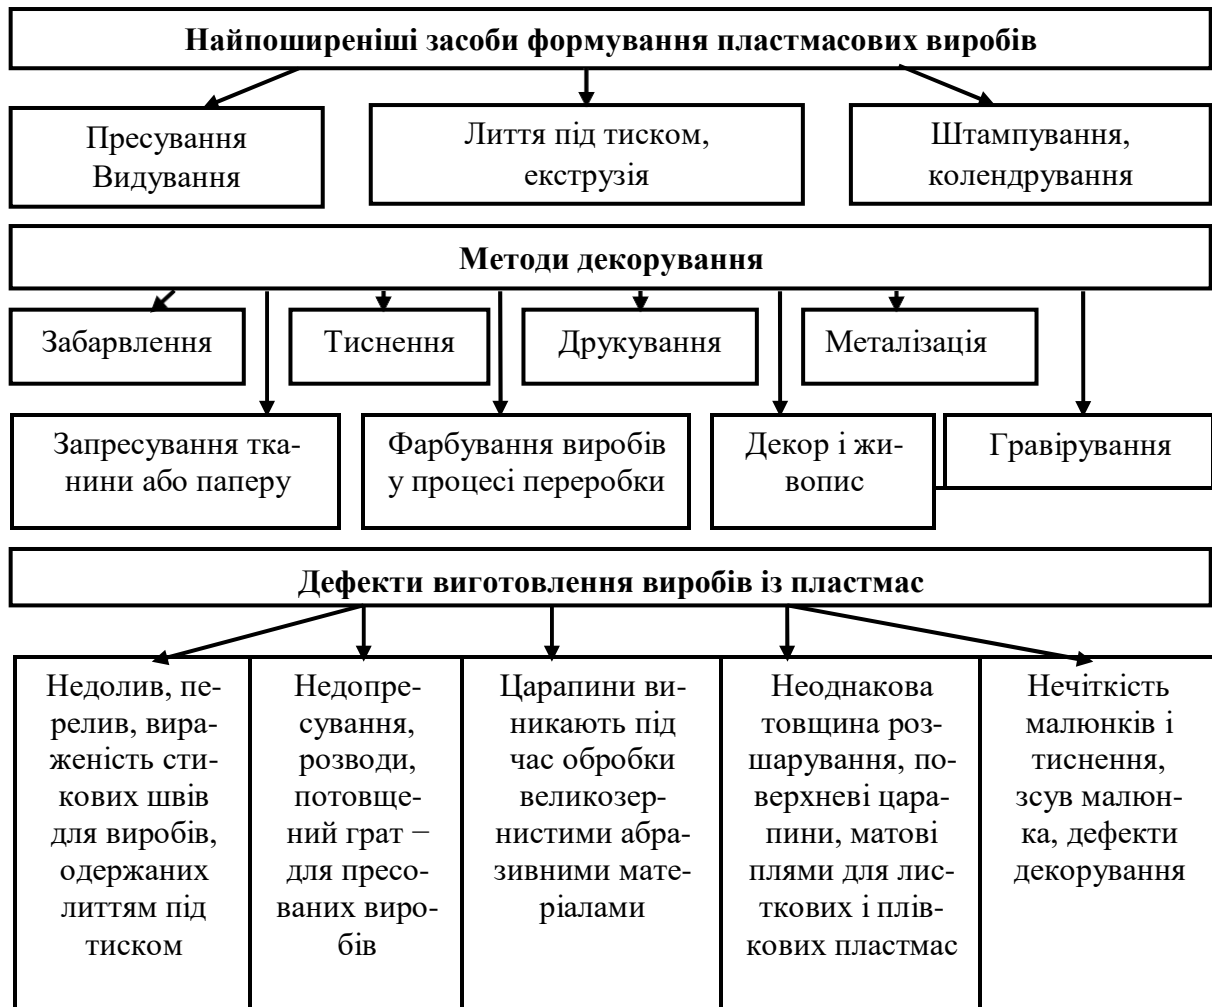 Найпоширеніші засоби формування пластмасових виробів
Пресування
Видування
Лиття під тиском,
екструзія
Штампування,
колендрування
Методи декорування
Забарвлення
Тиснення
Друкування
Металізація
Запресування тка-
нини або паперу
Фарбування виробів
у процесі переробки
Декор і жи-
вопис
Гравірування
Дефекти виготовлення виробів із пластмас
Недолив, пе-
релив, вира-
женість сти-
кових швів
для виробів,
одержаних
литтям під
тиском
Недопре-
сування,
розводи,
потовще-
ний грат −
для пресо-
ваних виро-
бів
Царапини ви-
никають під
час обробки
великозер-
нистими абра-
зивними мате-
ріалами
Неоднакова
товщина роз-
шарування, по-
верхневі цара-
пини, матові
плями для лис-
ткових і плів-
кових пластмас
Нечіткість
малюнків і
тиснення,
зсув малюн-
ка, дефекти
декорування